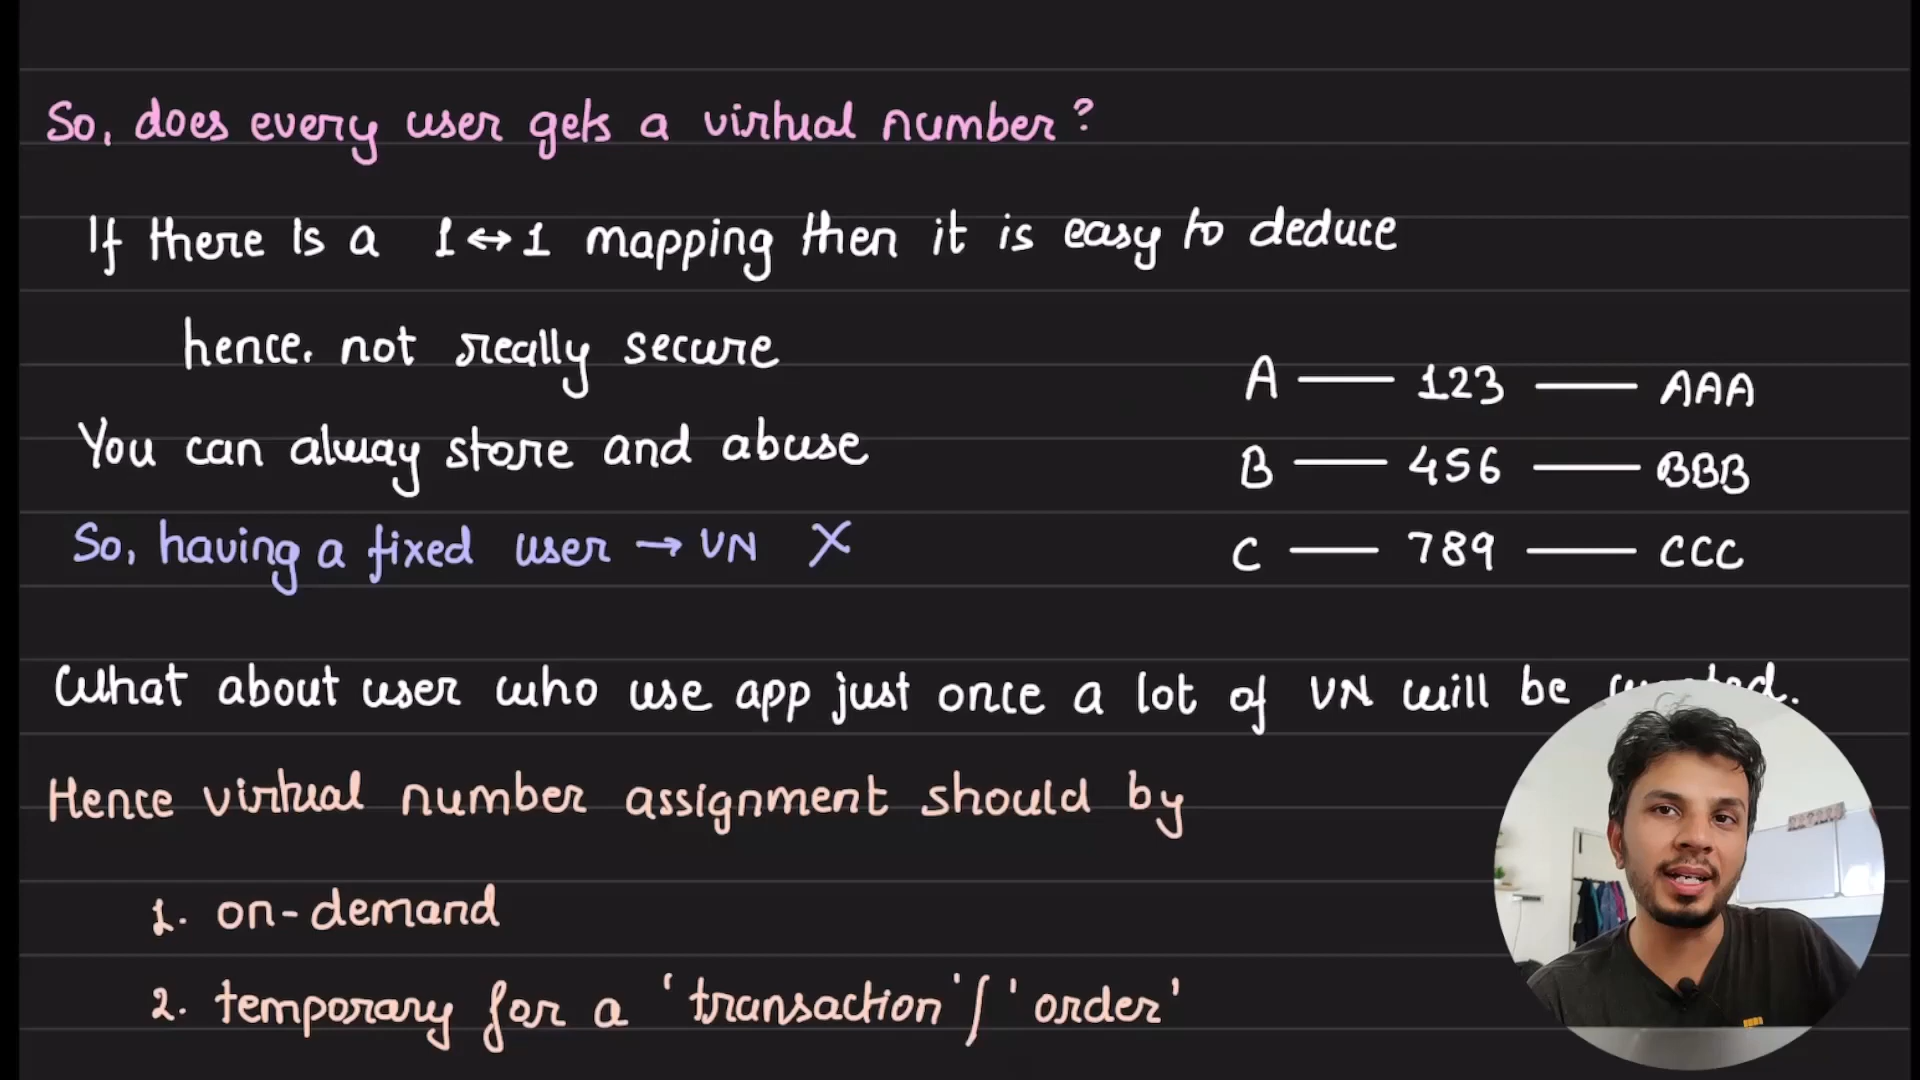 So, does every user gets a virtual number?
If there is a 1 ↔ 1 mapping then it is easy to deduce
hence, not really secure
You can alway store and abuse
So, having a fixed user → VN X
A — 123 — AAA
B — 456 — BBB
C — 789 — CCC
What about user who use app just once a lot of VN will be
Hence virtual number assignment should by
1. on-demand
2. temporary for a 'transaction' / 'order'